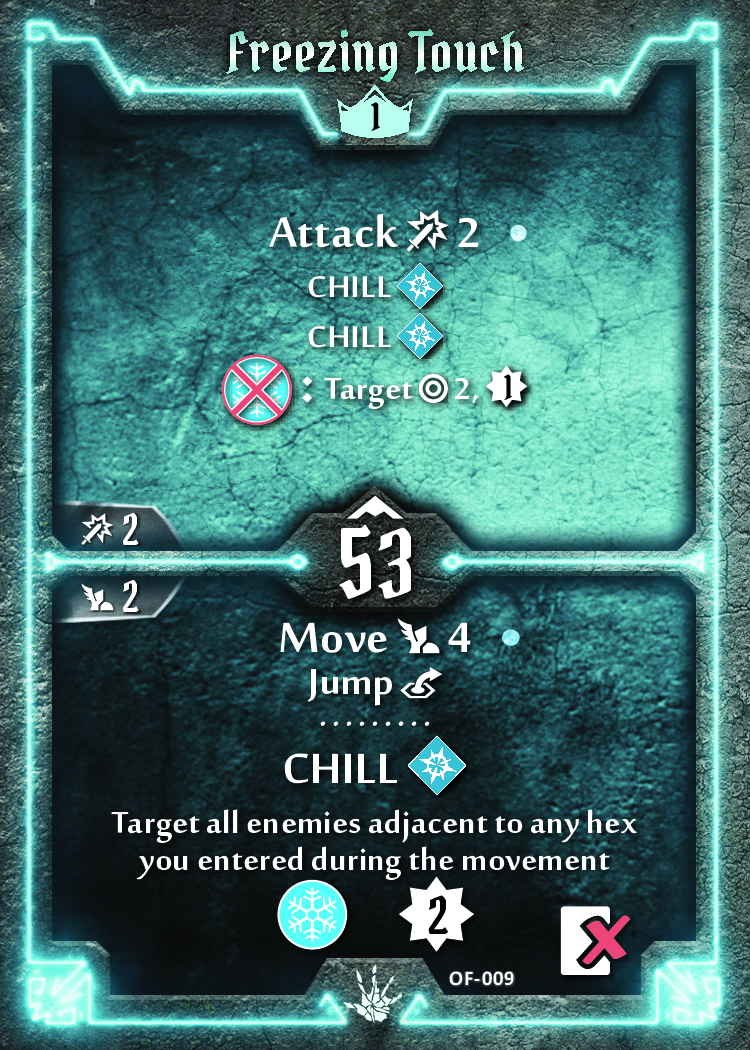 Freezing Touch
1
Attack 2
CHILL
CHILL
: Target 2, 1
2
53
2
Move 4
Jump
.........
CHILL
Target all enemies adjacent to any hex
you entered during the movement
2
OF-009